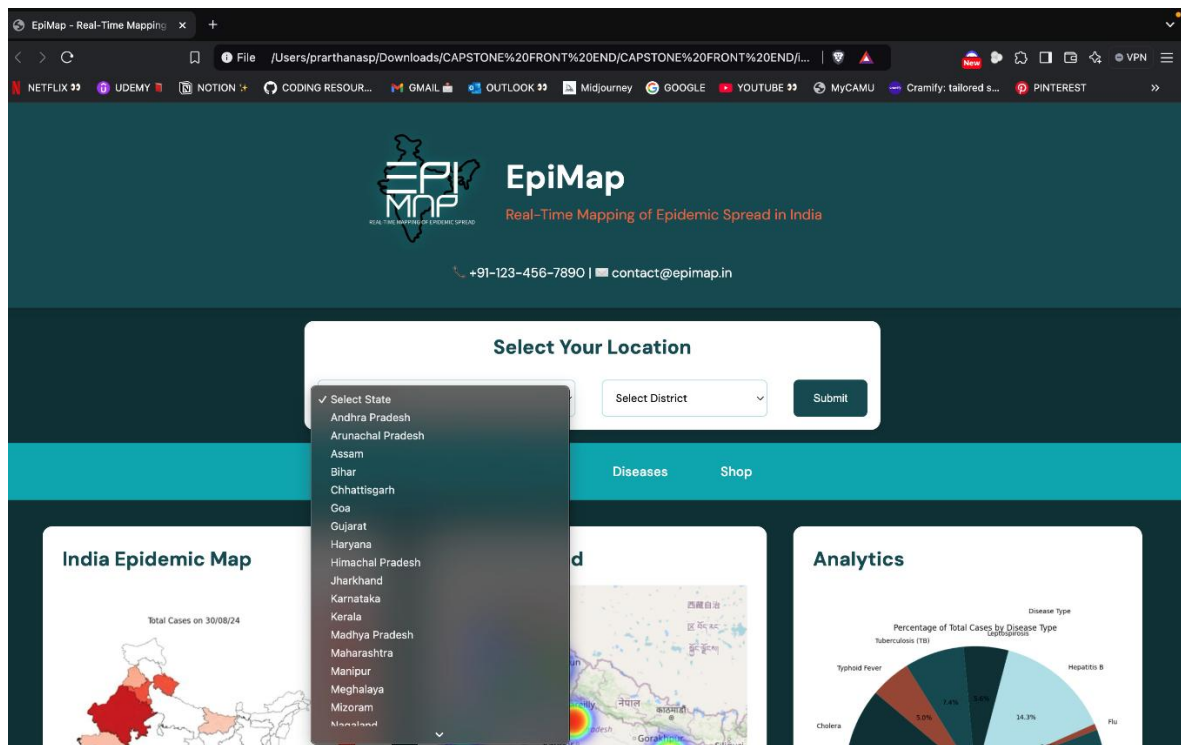 EpiMap - Real-Time Mapping
File /Users/prarthanasp/Downloads/CAPSTONE%20FRONT%20END/CAPSTONE%20FRONT%20END/i...
New
VPN
NETFLIX
UDEMY
NOTION
CODING RESOUR...
GMAIL
OUTLOOK
Midjourney
GOOGLE
YOUTUBE
MyCAMU
Cramify: tailored s...
PINTEREST
EPI
MAP
REAL-TIME MAPPING OF EPIDEMIC SPREAD
EpiMap
Real-Time Mapping of Epidemic Spread in India
+91-123-456-7890 | contact@epimap.in
Select Your Location
✓ Select State
Andhra Pradesh
Arunachal Pradesh
Assam
Bihar
Chhattisgarh
Goa
Gujarat
Haryana
Himachal Pradesh
Jharkhand
Karnataka
Kerala
Madhya Pradesh
Maharashtra
Manipur
Meghalaya
Mizoram
Nagaland
Select District
Submit
Diseases
Shop
India Epidemic Map
Total Cases on 30/08/24
d
西藏自治
नेपाल
काठमाडौं
Gorakhpur
Analytics
Disease Type
Percentage of Total Cases by Disease Type
Leptospirosis
Tuberculosis (TB)
Typhoid Fever
Hepatitis B
Cholera
Flu
7.4%
5.0%
14.3%